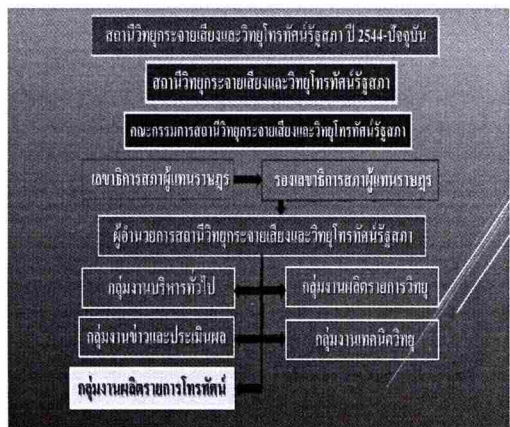 สถานีวิทยุกระจายเสียงและวิทยุโทรทัศน์รัฐสภา ปี 2544-ปัจจุบัน
สถานีวิทยุกระจายเสียงและวิทยุโทรทัศน์รัฐสภา
คณะกรรมการสถานีวิทยุกระจายเสียงและวิทยุโทรทัศน์รัฐสภา
เลขาธิการสภาผู้แทนราษฎร รองเลขาธิการสภาผู้แทนราษฎร
ผู้อำนวยการสถานีวิทยุกระจายเสียงและวิทยุโทรทัศน์รัฐสภา
กลุ่มงานบริหารทั่วไป กลุ่มงานผลิตรายการวิทยุ
กลุ่มงานข่าวและประเมินผล กลุ่มงานเทคนิควิทยุ
กลุ่มงานผลิตรายการโทรทัศน์